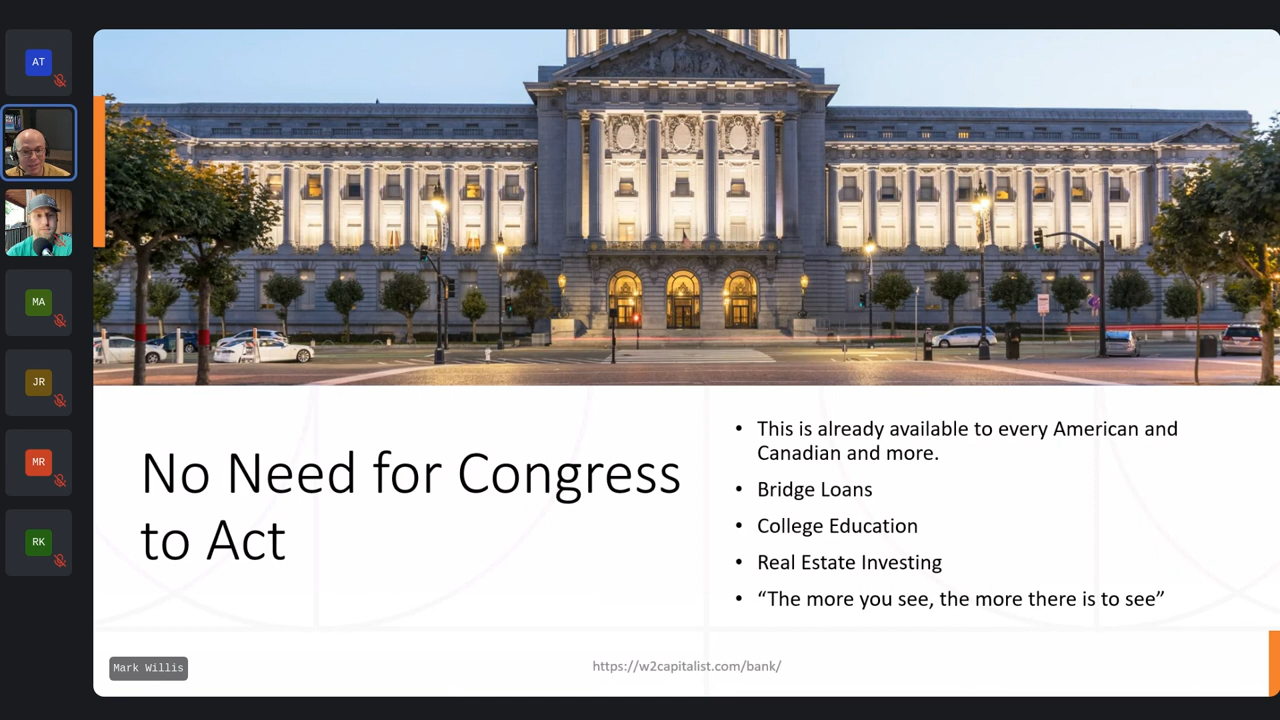 AT
MA
JR
MR
RK
No Need for Congress
to Act
• This is already available to every American and
Canadian and more.
• Bridge Loans
• College Education
• Real Estate Investing
• “The more you see, the more there is to see”
Mark Willis
https://w2capitalist.com/bank/